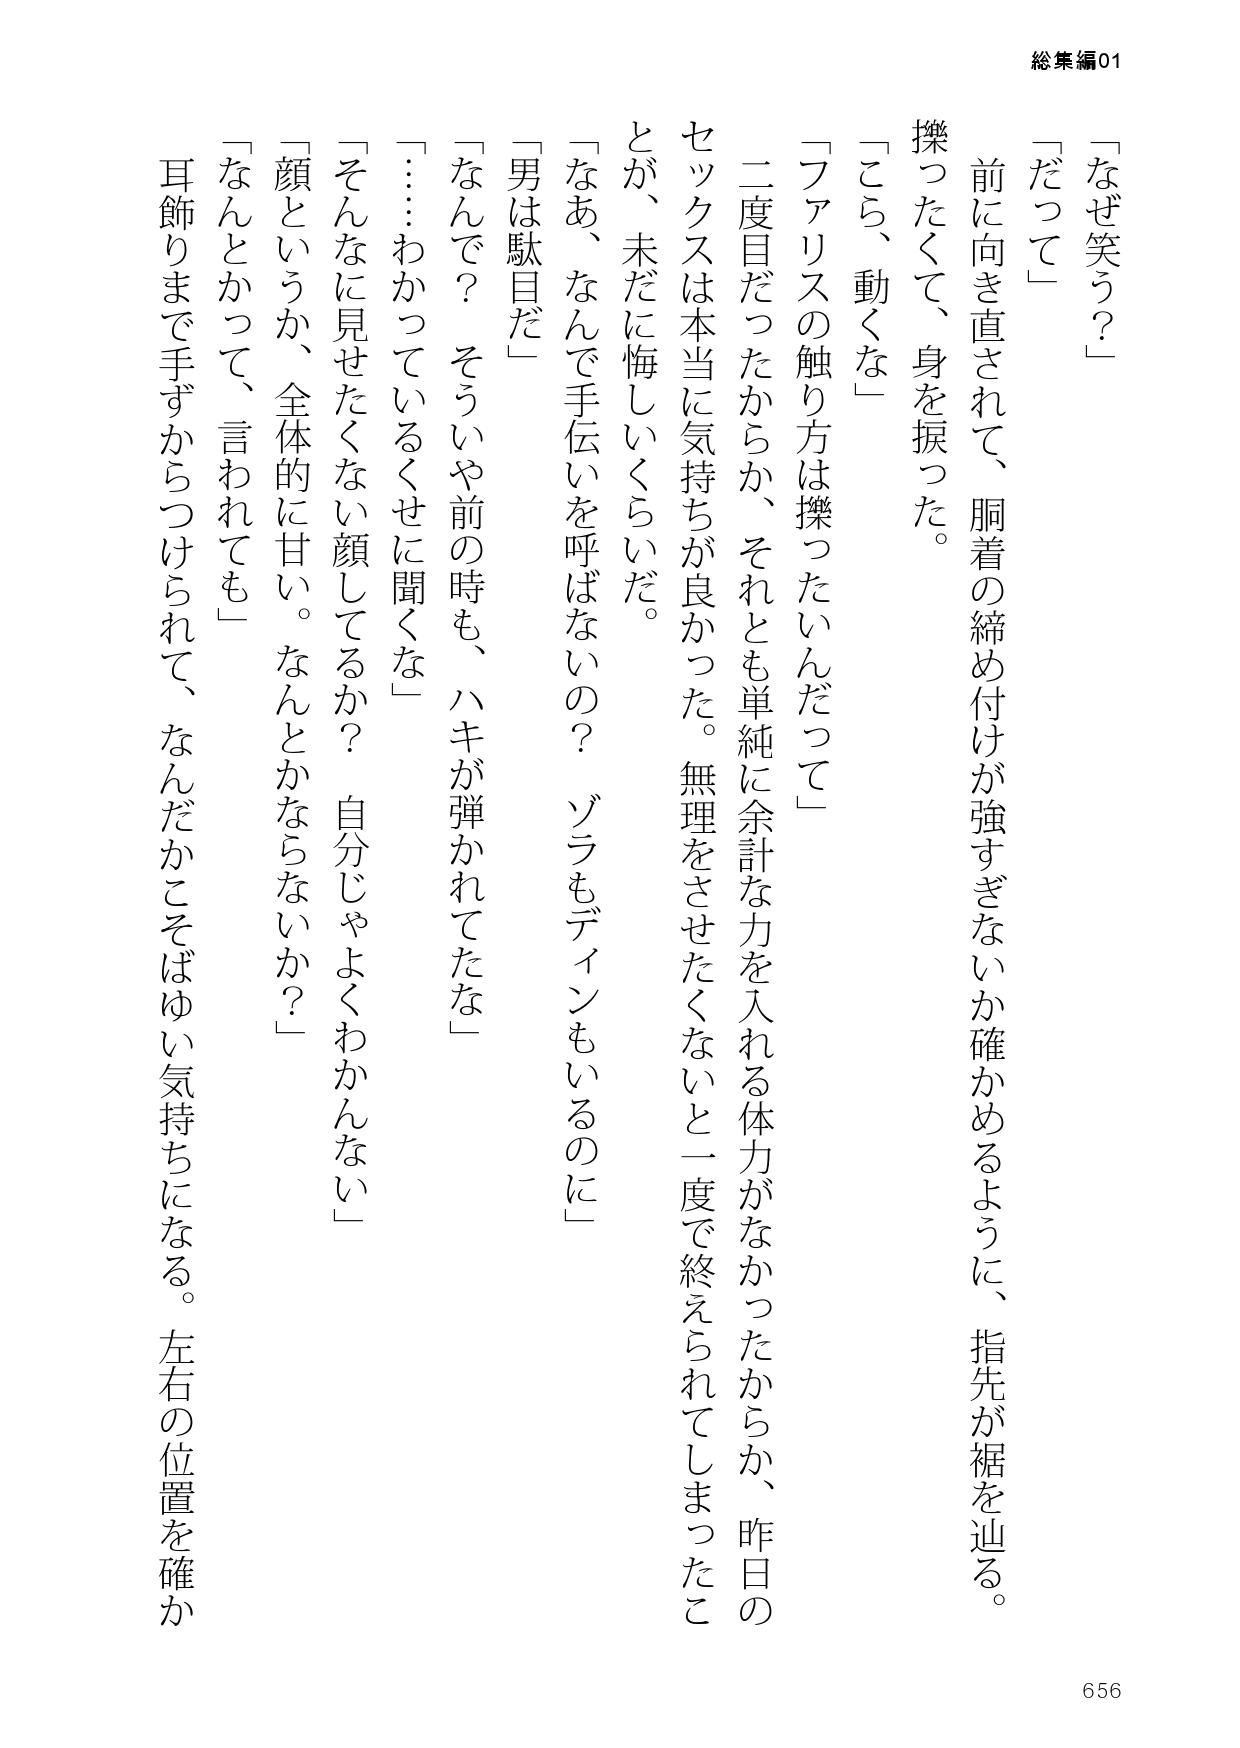 総集編01
「なぜ笑う？」
「だって」
　前に向き直されて、胴着の締め付けが強すぎないか確かめるように、指先が裾を辿る。
擽ったくて、身を捩った。
「こら、動くな」
「ファリスの触り方は擽ったいんだって」
　二度目だったからか、それとも単純に余計な力を入れる体力がなかったからか、昨日の
セックスは本当に気持ちが良かった。無理をさせたくないと一度で終えられてしまったこ
とが、未だに悔しいくらいだ。
「なあ、なんで手伝いを呼ばないの？　ゾラもディンもいるのに」
「男は駄目だ」
「なんで？　そういや前の時も、ハキが弾かれてたな」
「……わかっているくせに聞くな」
「そんなに見せたくない顔してるか？　自分じゃよくわかんない」
「顔というか、全体的に甘い。なんとかならないか？」
「なんとかって、言われても」
　耳飾りまで手ずからつけられて、なんだかこそばゆい気持ちになる。左右の位置を確か
656